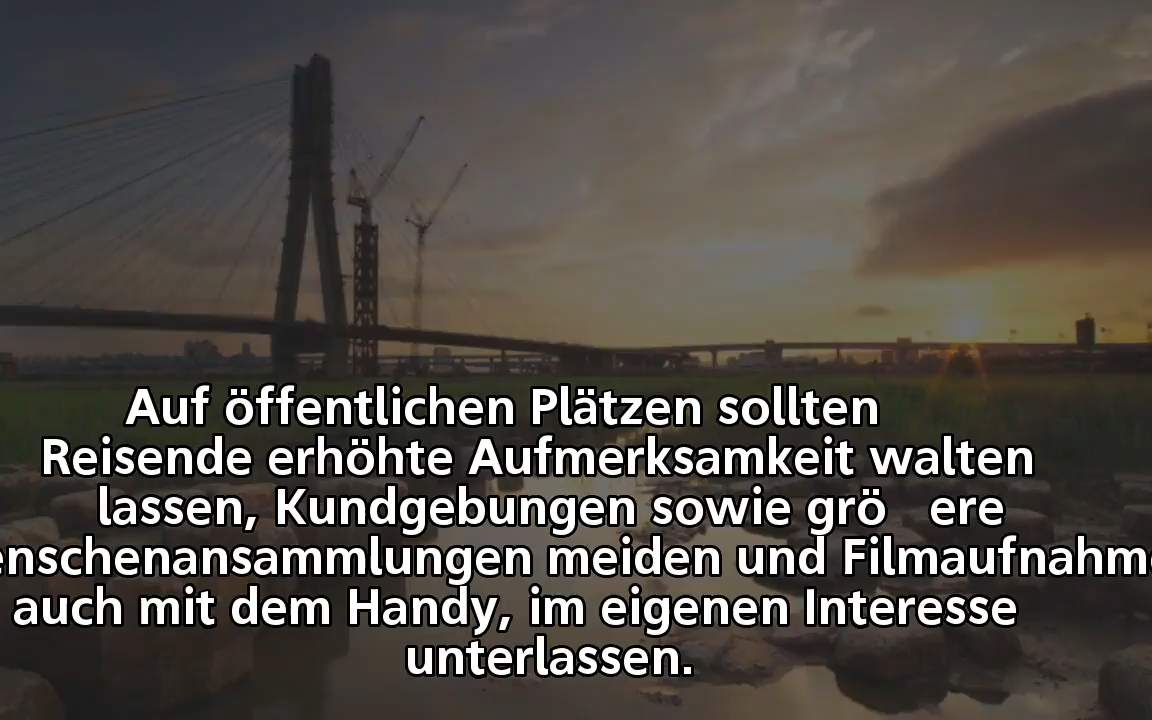 Auf öffentlichen Plätzen sollten
Reisende erhöhte Aufmerksamkeit walten
lassen, Kundgebungen sowie grö   ere
enschenansammlungen meiden und Filmaufnahme
auch mit dem Handy, im eigenen Interesse
unterlassen.